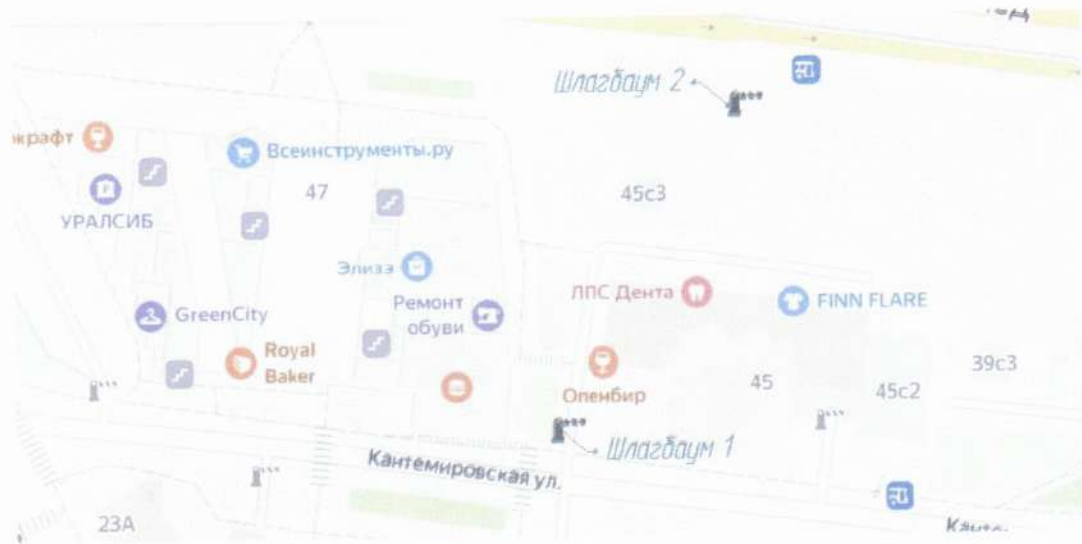 Шлагбаум 2
Всеинструменты.ру
47
45с3
УРАЛСИБ
Элизэ
ЛПС Дента
FINN FLARE
GreenCity
Ремонт
обуви
Royal
Baker
Опенбир
45
45с2
39с3
Шлагбаум 1
Кантемировская ул.
23А